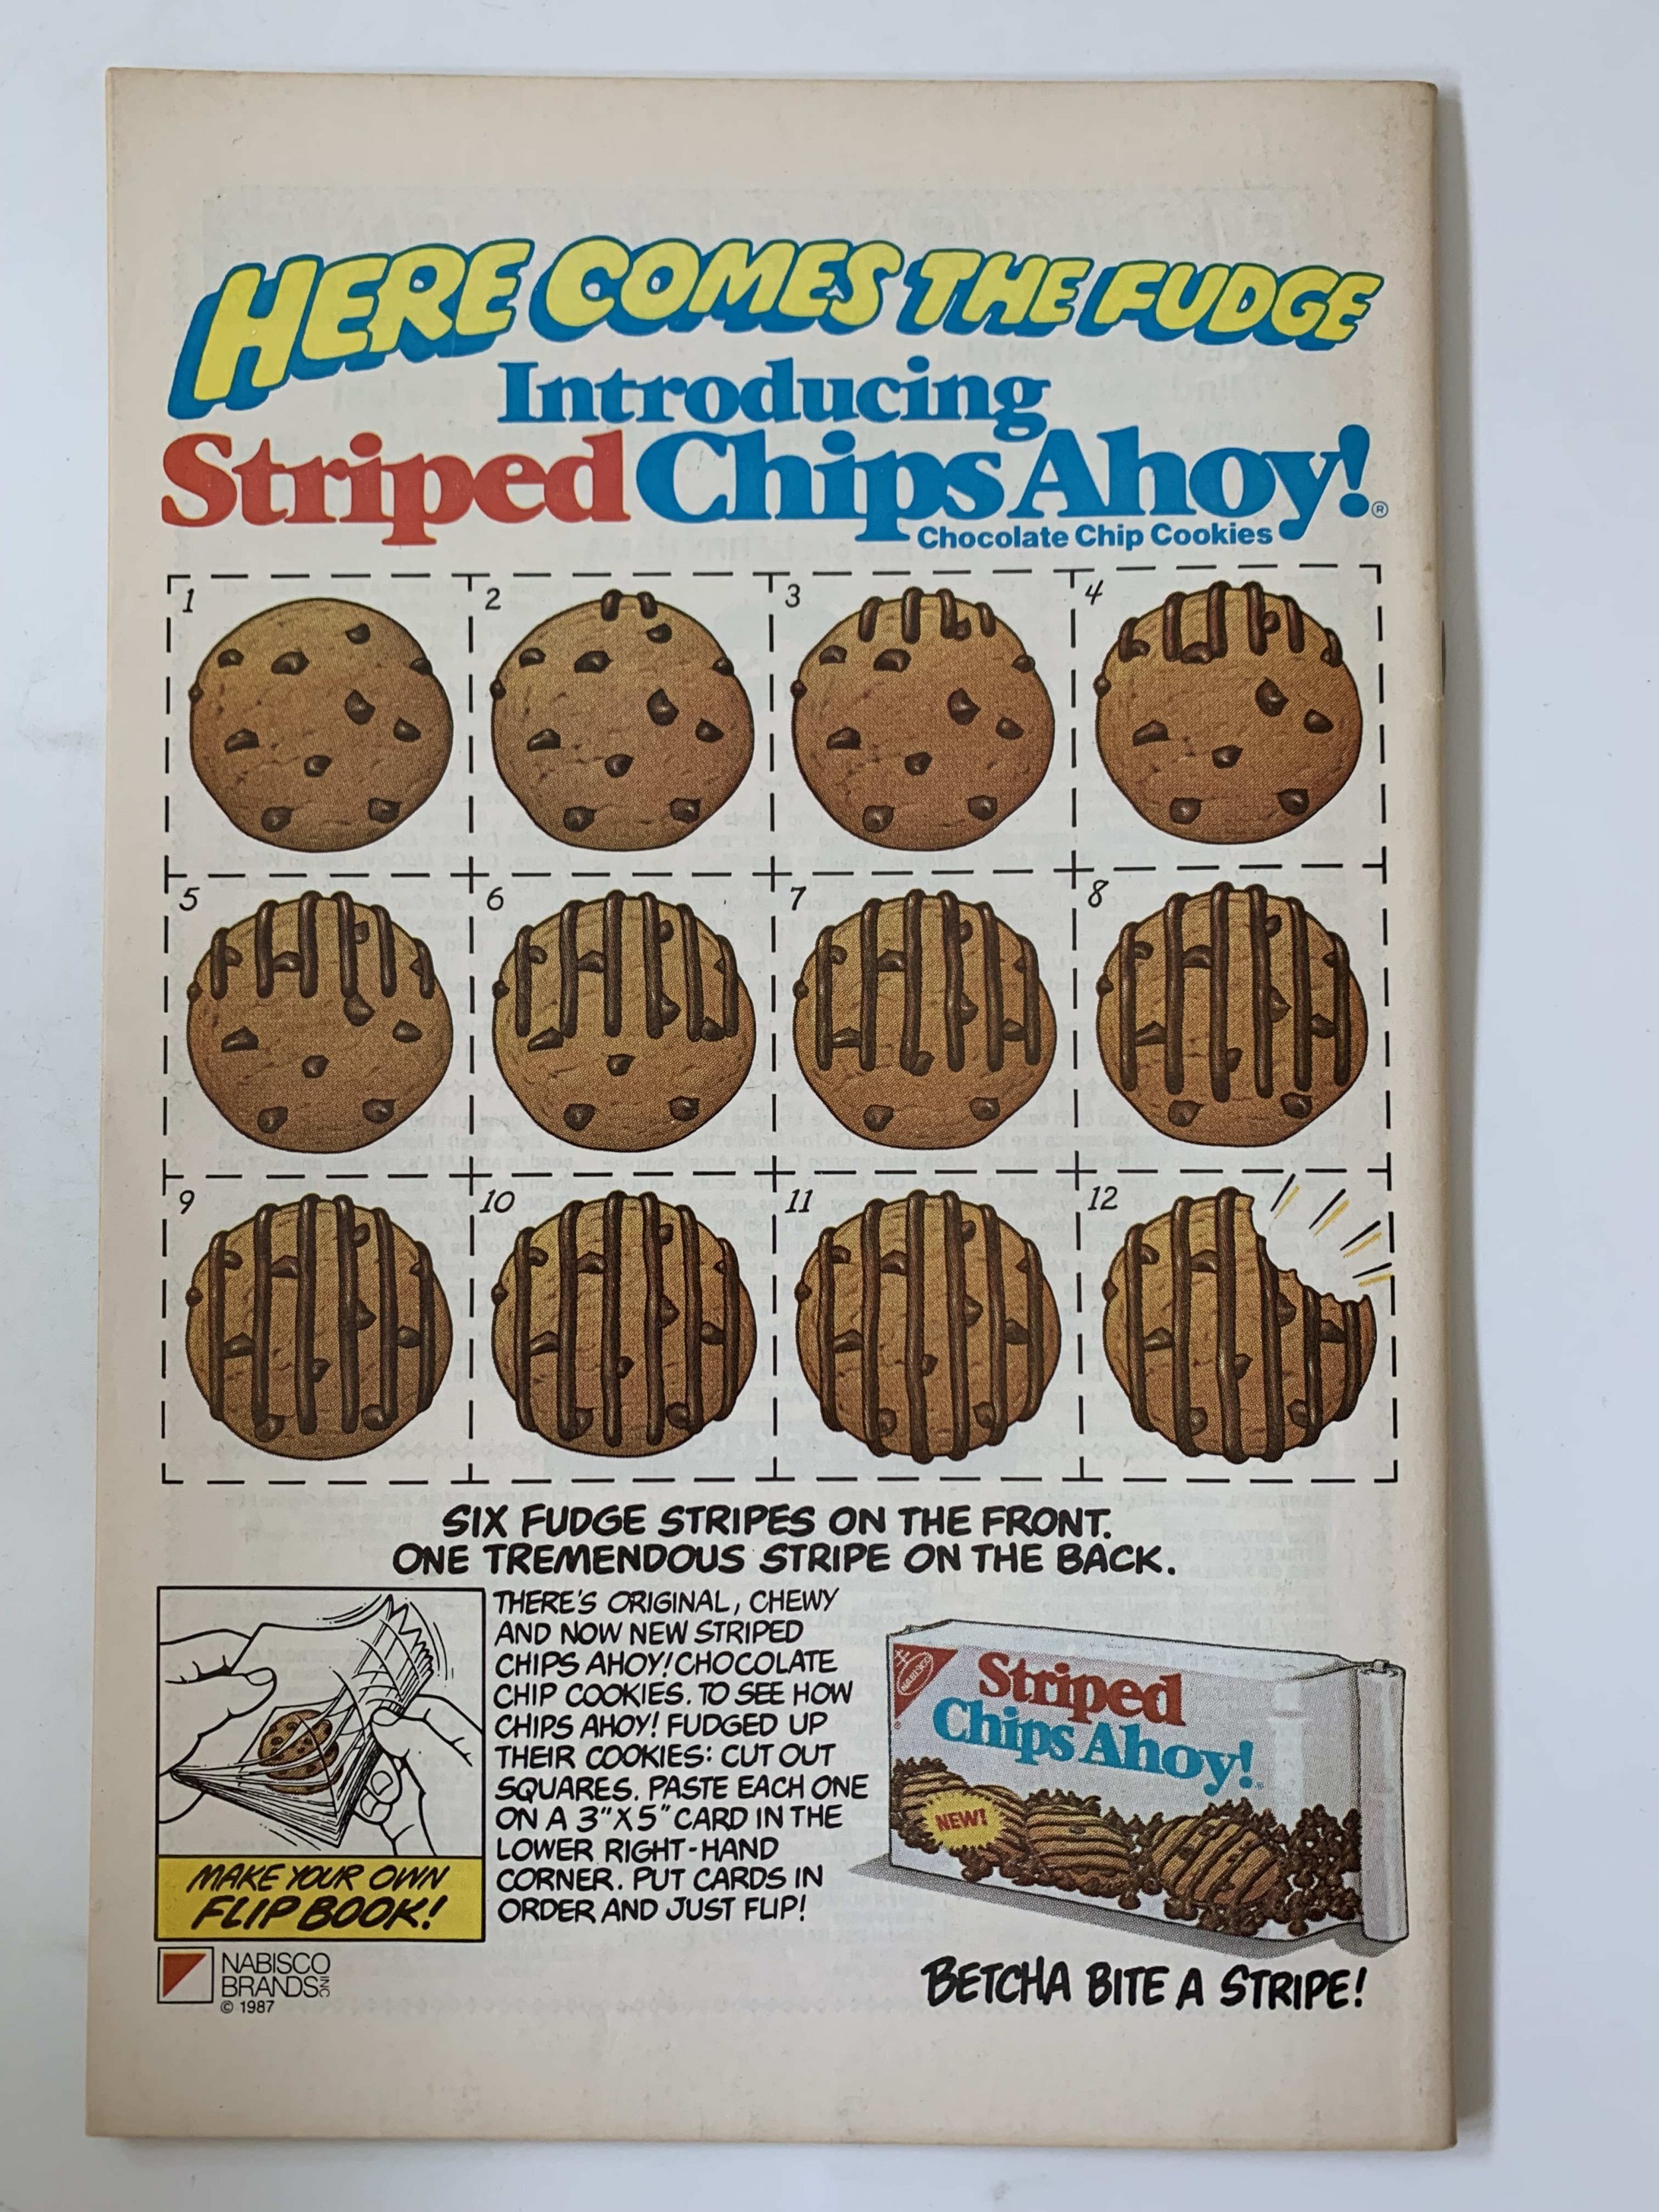 HERE COMES THE FUDGE
Introducing
Striped Chips Ahoy!®
Chocolate Chip Cookies
1
2
3
4
5
6
7
8
9
10
11
12
SIX FUDGE STRIPES ON THE FRONT.
ONE TREMENDOUS STRIPE ON THE BACK.
THERE'S ORIGINAL, CHEWY
AND NOW NEW STRIPED
CHIPS AHOY! CHOCOLATE
CHIP COOKIES. TO SEE HOW
CHIPS AHOY! FUDGED UP
THEIR COOKIES: CUT OUT
SQUARES. PASTE EACH ONE
ON A 3"X5" CARD IN THE
LOWER RIGHT-HAND
CORNER. PUT CARDS IN
ORDER AND JUST FLIP!
MAKE YOUR OWN
FLIP BOOK!
NABISCO
Striped
Chips Ahoy!
NEW!
NABISCO
BRANDS INC
© 1987
BETCHA BITE A STRIPE!